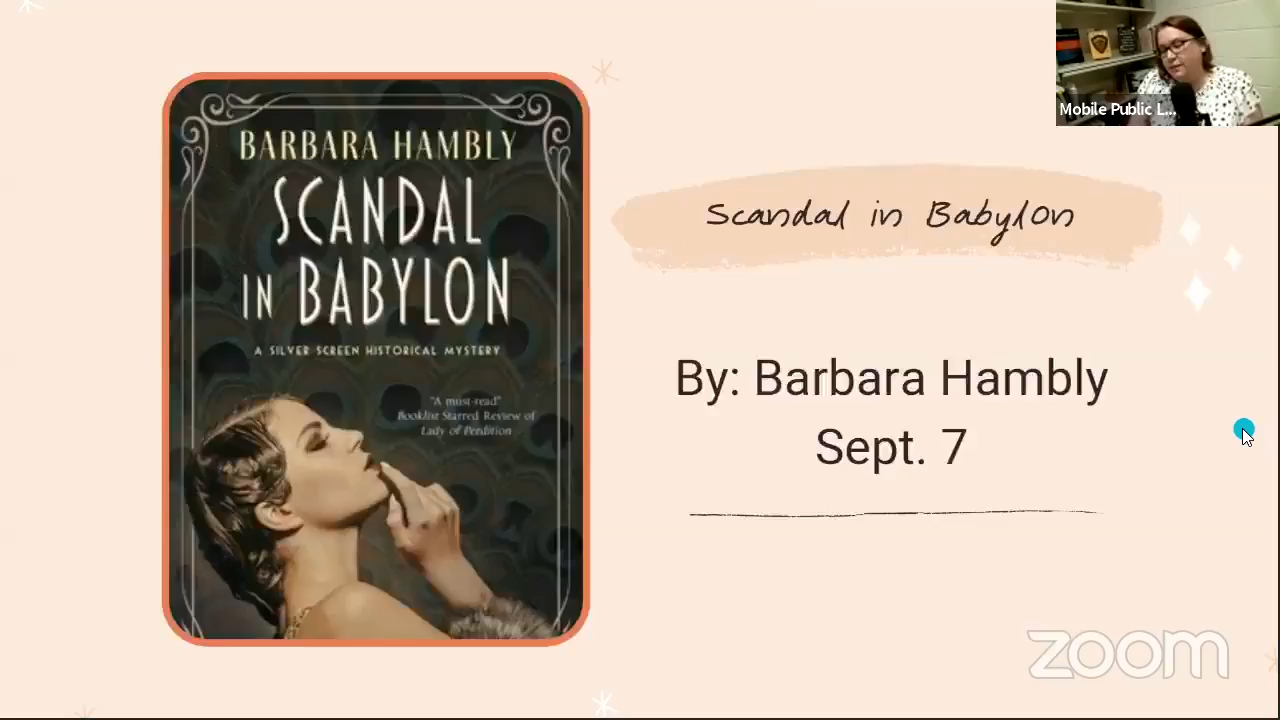 Mobile Public L...
BARBARA HAMBLY
SCANDAL
IN BABYLON
A SILVER SCREEN HISTORICAL MYSTERY
"A must-read"
Booklist Starred Review of
Lady of Perdition
Scandal in Babylon
By: Barbara Hambly
Sept. 7
zoom